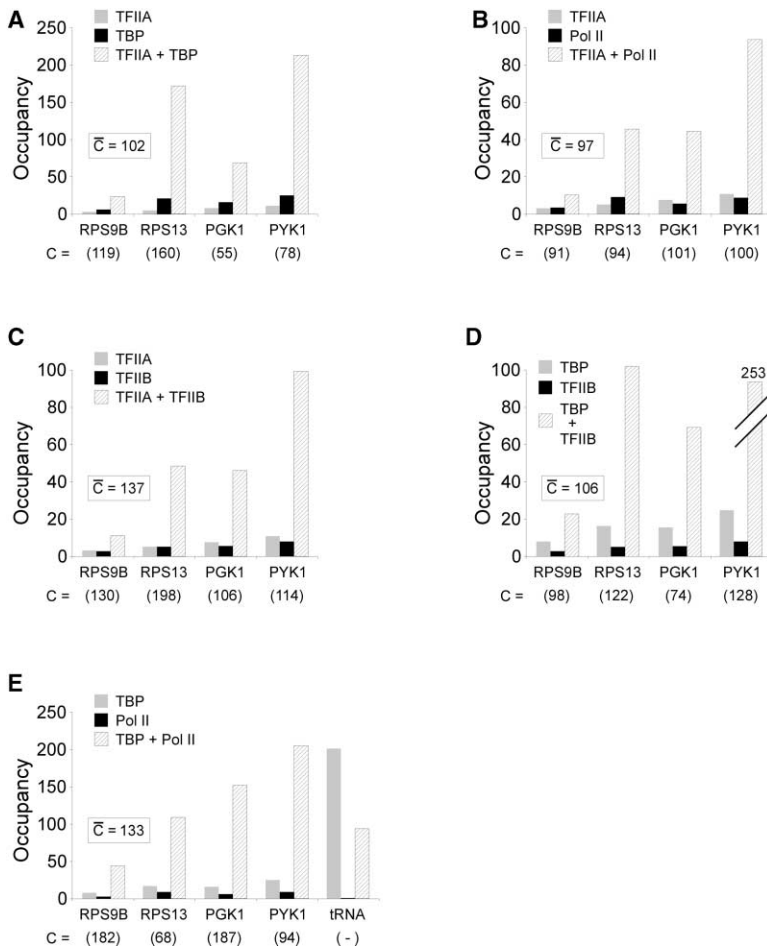 A
TFIIA
TBP
TFIIA + TBP
Occupancy
250
200
150
100
50
0
C̅ = 102
RPS9B RPS13 PGK1 PYK1
C = (119) (160) (55) (78)
B
TFIIA
Pol II
TFIIA + Pol II
Occupancy
100
80
60
40
20
0
C̅ = 97
RPS9B RPS13 PGK1 PYK1
C = (91) (94) (101) (100)
C
TFIIA
TFIIB
TFIIA + TFIIB
Occupancy
100
80
60
40
20
0
C̅ = 137
RPS9B RPS13 PGK1 PYK1
C = (130) (198) (106) (114)
D
TBP
TFIIB
TBP
+
TFIIB
253
Occupancy
100
80
60
40
20
0
C̅ = 106
RPS9B RPS13 PGK1 PYK1
C = (98) (122) (74) (128)
E
TBP
Pol II
TBP + Pol II
Occupancy
250
200
150
100
50
0
C̅ = 133
RPS9B RPS13 PGK1 PYK1 tRNA
C = (182) (68) (187) (94) (-)